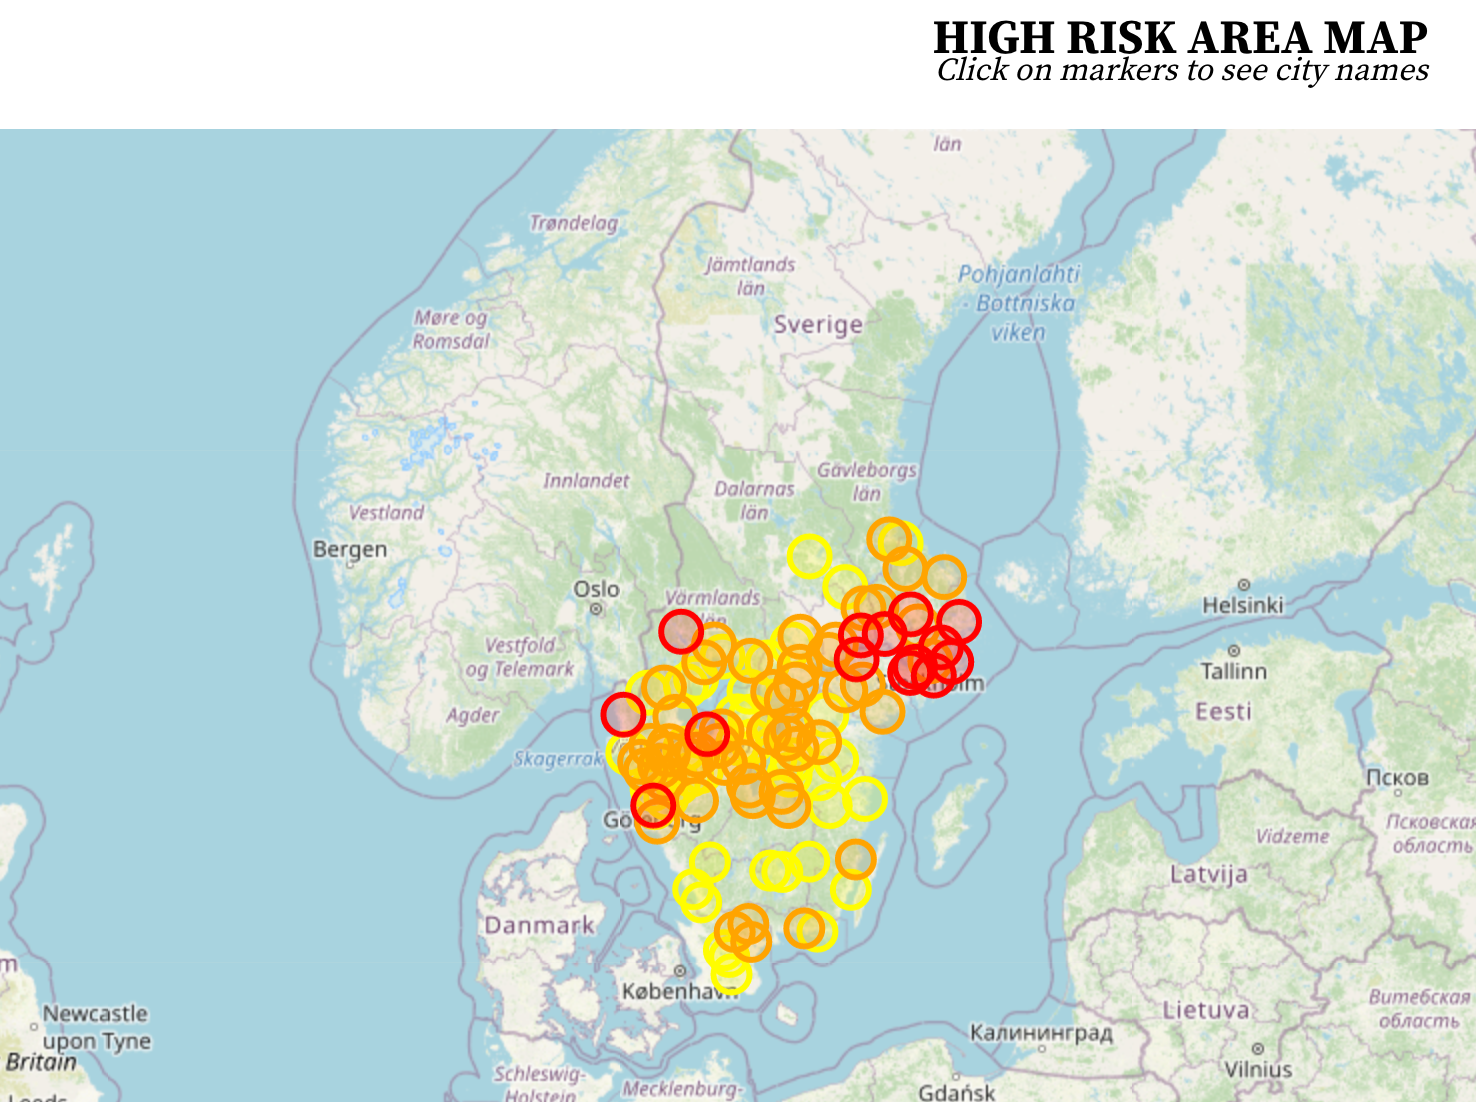 HIGH RISK AREA MAP
Click on markers to see city names
län
Trøndelag
Jämtlands
län
Pohjanlahti
- Bottniska
viken
Møre og
Romsdal
Sverige
Gävleborgs
län
Innlandet
Dalarnas
län
Vestland
Bergen
Oslo
Värmlands
län
Helsinki
Vestfold
og Telemark
Tallinn
Agder
Eesti
Skagerrak
Псков
Vidzeme
Псковская
область
Latvija
Danmark
København
Newcastle
upon Tyne
Britain
Lietuva
Витебская
область
Калининград
Vilnius
Schleswig-
Holstein
Mecklenburg-
Gdańsk